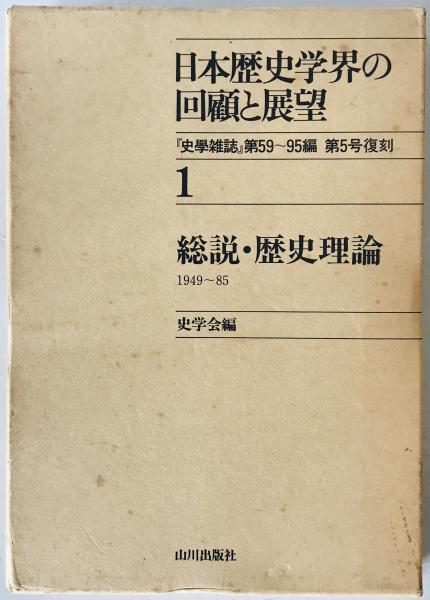 日本歴史学界の
回顧と展望
『史學雑誌』第59～95編 第5号復刻
1
総説・歴史理論
1949～85
史学会編
山川出版社